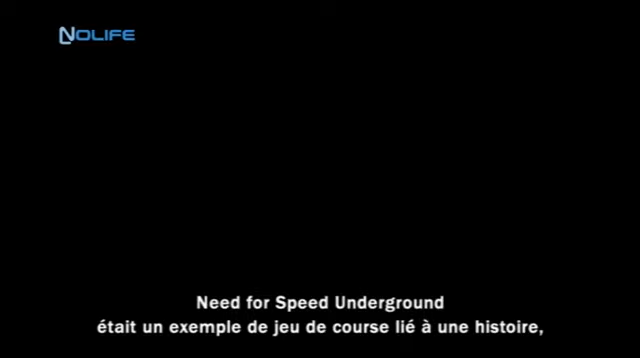 NOLIFE
Need for Speed Underground
était un exemple de jeu de course lié à une histoire,